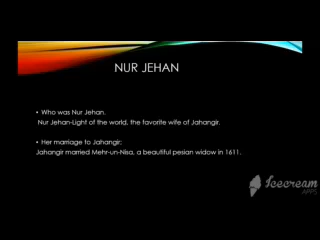 NUR JEHAN
• Who was Nur Jehan.
Nur Jehan-Light of the world, the favorite wife of Jahangir.
• Her marriage to Jahangir:
Jahangir married Mehr-un-Nisa, a beautiful pesian widow in 1611.
Icecream
APPS